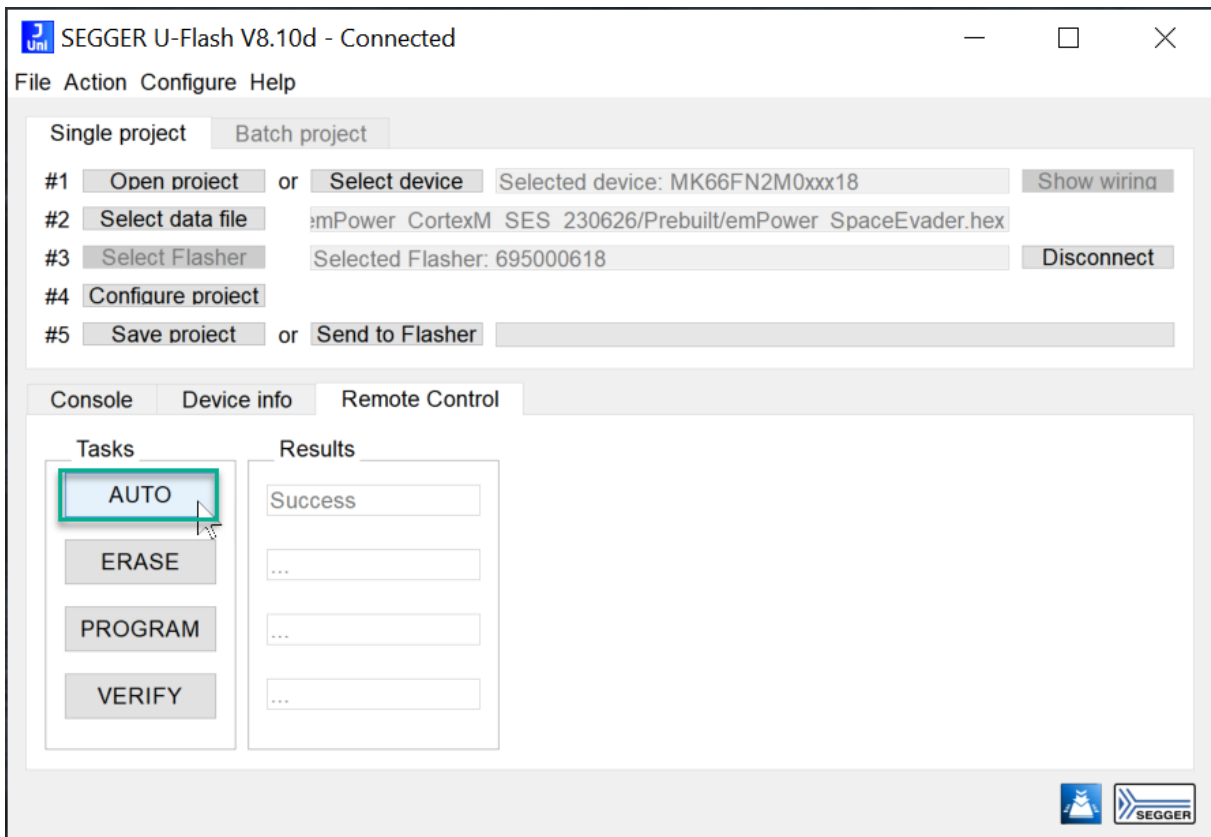 SEGGER U-Flash V8.10d - Connected
File Action Configure Help
Single project Batch project
#1 Open project or Select device Selected device: MK66FN2M0xxx18 Show wiring
#2 Select data file emPower_CortexM_SES_230626/Prebuilt/emPower_SpaceEvader.hex
#3 Select Flasher Selected Flasher: 695000618 Disconnect
#4 Configure project
#5 Save project or Send to Flasher
Console Device info Remote Control
Tasks Results
AUTO Success
ERASE ...
PROGRAM ...
VERIFY ...
J
Uni
SEGGER